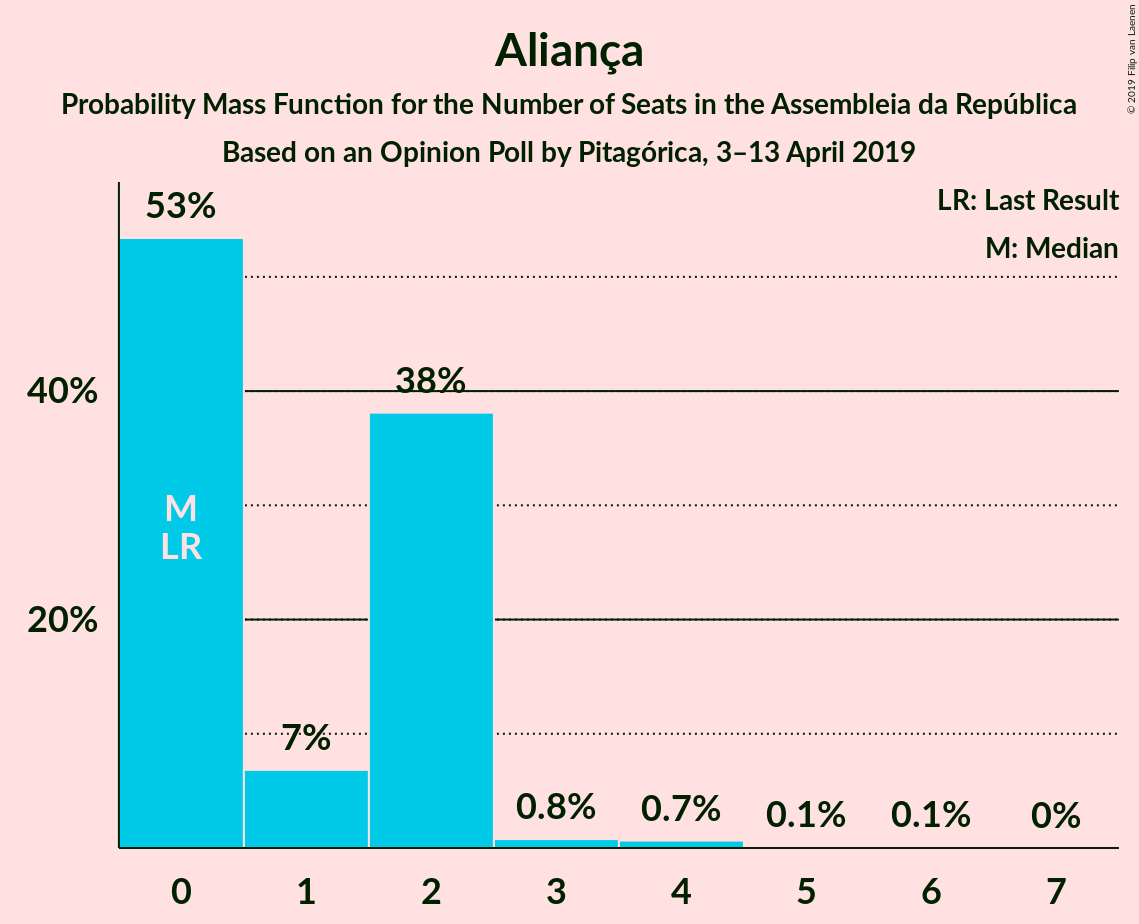 Aliança
Probability Mass Function for the Number of Seats in the Assembleia da República
Based on an Opinion Poll by Pitagórica, 3–13 April 2019
© 2019 Filip van Laenen
LR: Last Result
M: Median
53%
38%
7%
0.8%
0.7%
0.1%
0.1%
0%
40%
20%
M
LR
0
1
2
3
4
5
6
7